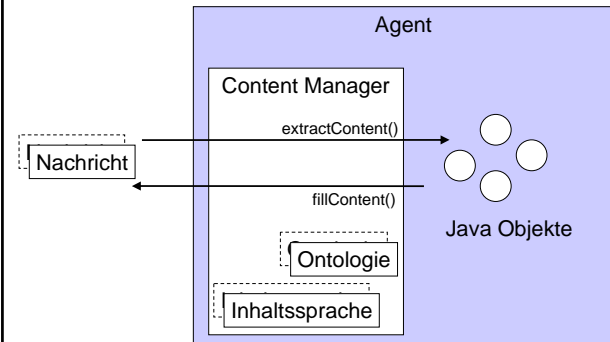 Agent
Content Manager
extractContent()
Nachricht
fillContent()
Java Objekte
Ontologie
Inhaltssprache